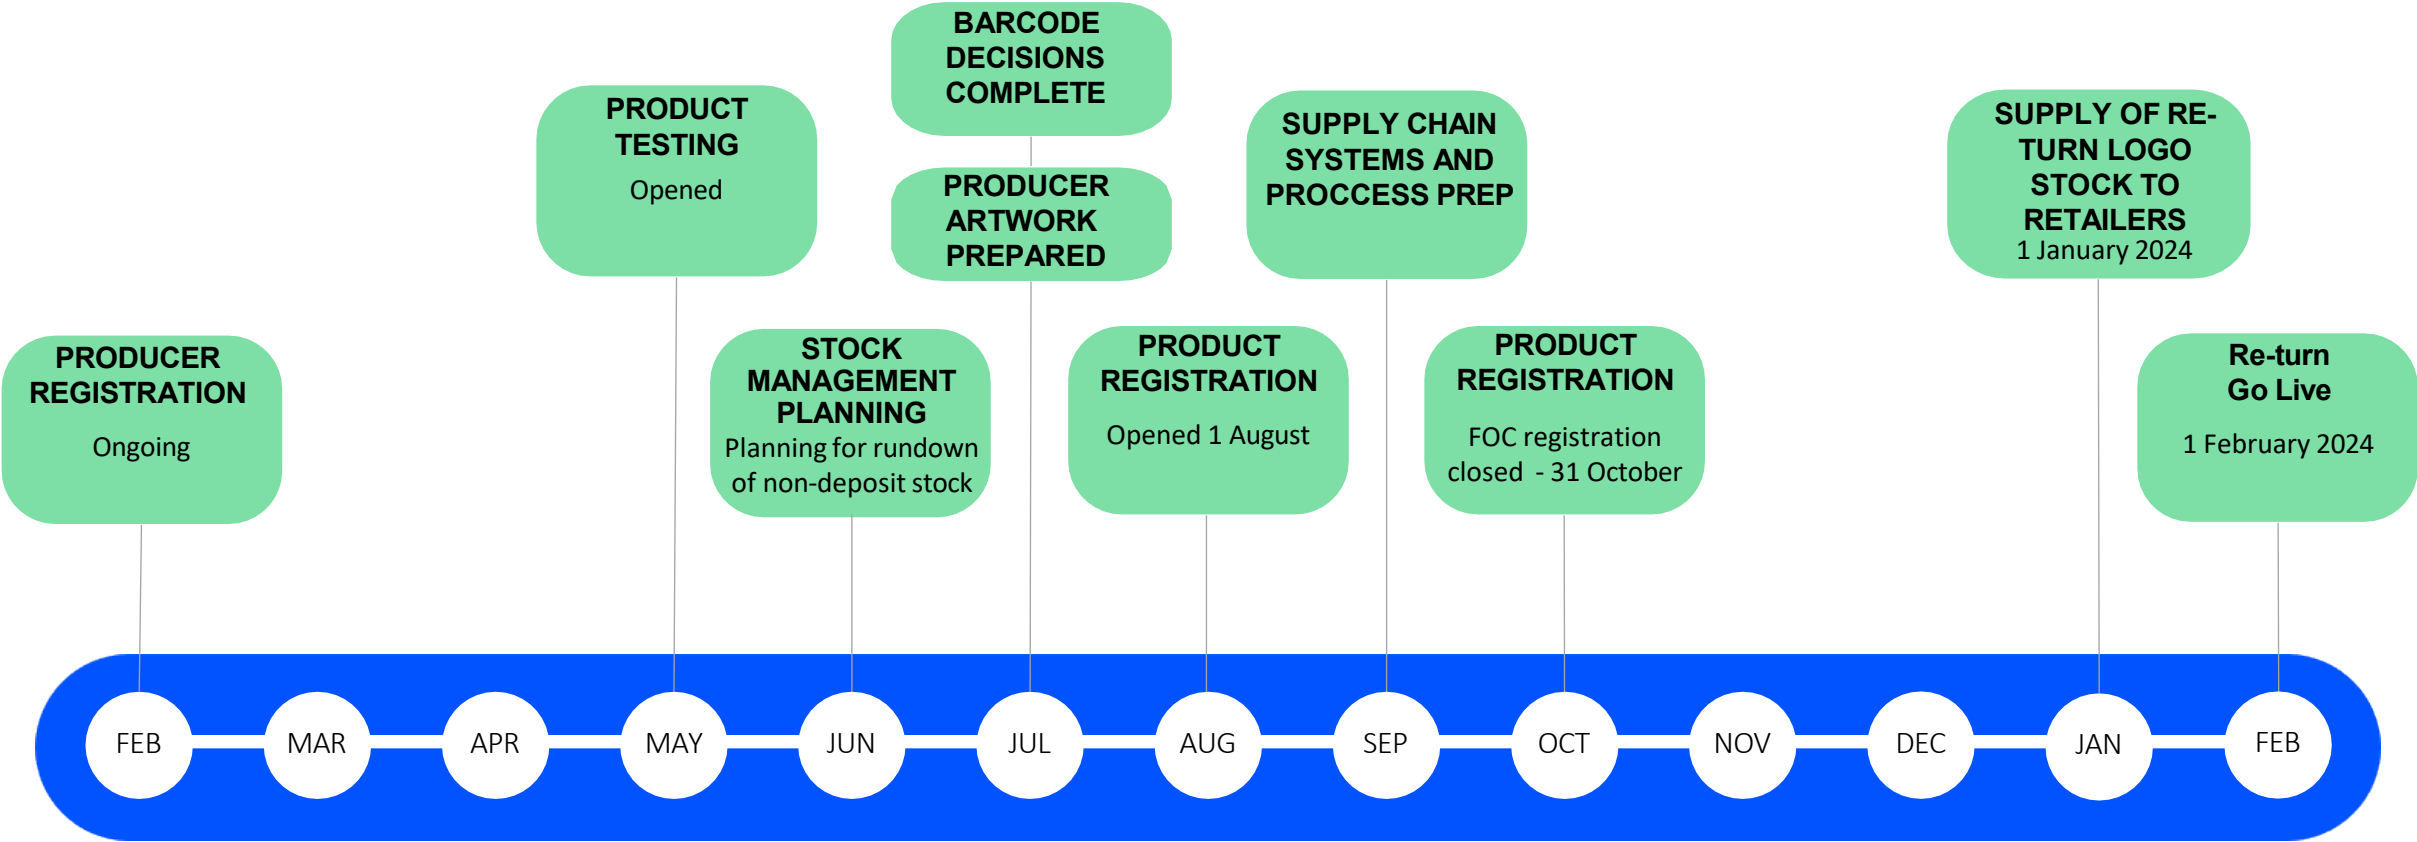 BARCODE
DECISIONS
COMPLETE
PRODUCT
TESTING
Opened
PRODUCER
ARTWORK
PREPARED
SUPPLY CHAIN
SYSTEMS AND
PROCCESS PREP
SUPPLY OF RE-
TURN LOGO
STOCK TO
RETAILERS
1 January 2024
PRODUCER
REGISTRATION
Ongoing
STOCK
MANAGEMENT
PLANNING
Planning for rundown
of non-deposit stock
PRODUCT
REGISTRATION
Opened 1 August
PRODUCT
REGISTRATION
FOC registration
closed - 31 October
Re-turn
Go Live
1 February 2024
FEB
MAR
APR
MAY
JUN
JUL
AUG
SEP
OCT
NOV
DEC
JAN
FEB